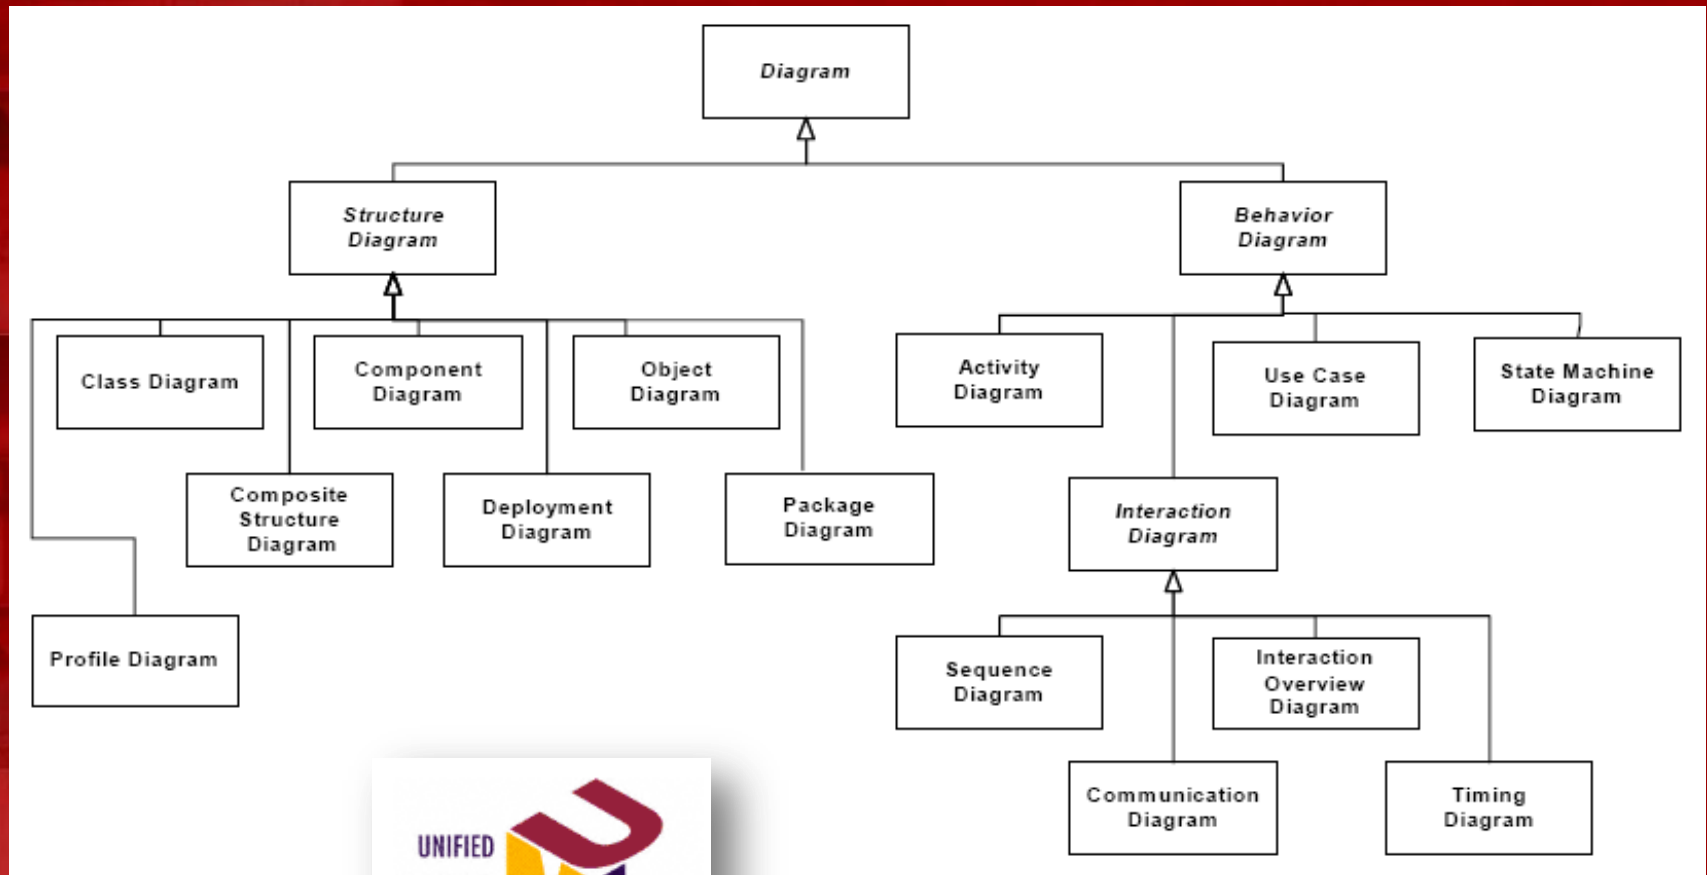 Diagram
Structure
Diagram
Behavior
Diagram
Class Diagram
Component
Diagram
Object
Diagram
Activity
Diagram
Use Case
Diagram
State Machine
Diagram
Composite
Structure
Diagram
Deployment
Diagram
Package
Diagram
Interaction
Diagram
Profile Diagram
Sequence
Diagram
Interaction
Overview
Diagram
Communication
Diagram
Timing
Diagram
UNIFIED